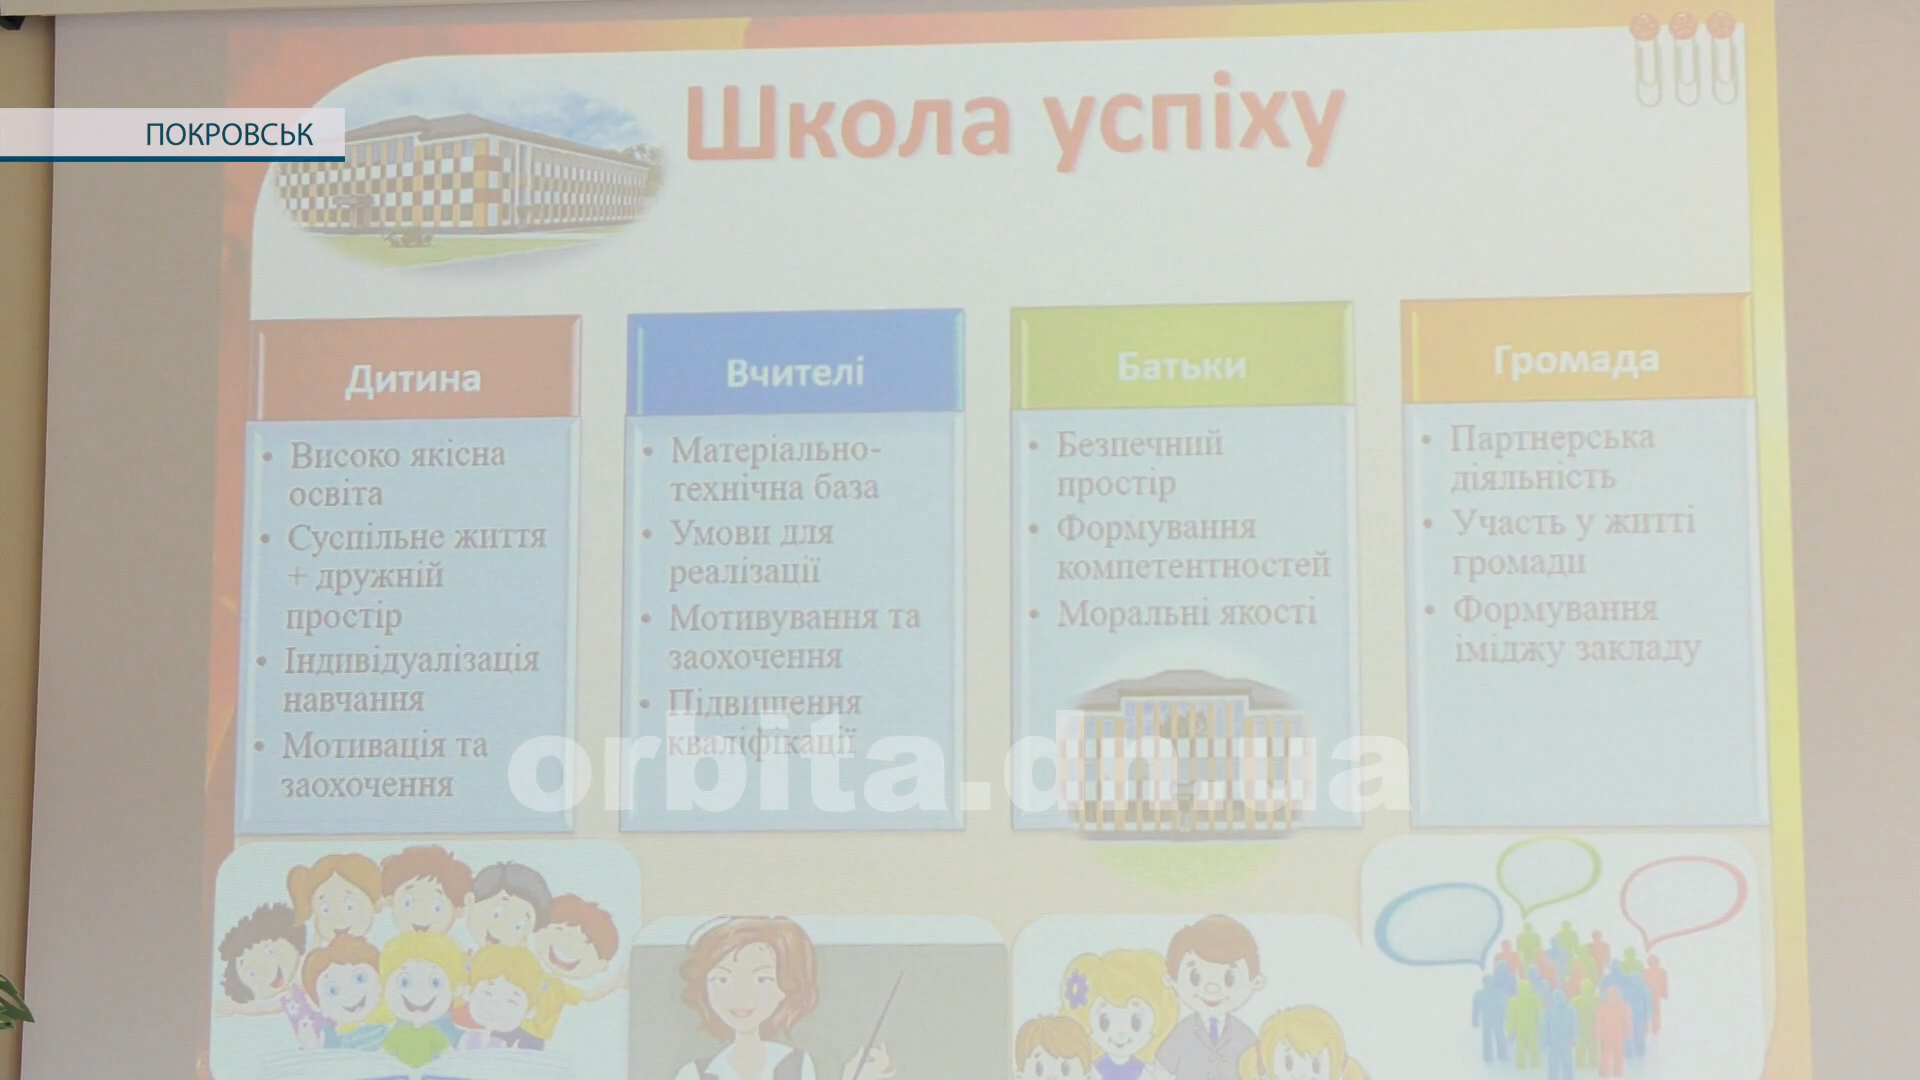 ПОКРОВСЬК
Школа успіху
Дитина
• Високо якісна
освіта
• Суспільне життя
+ дружній
простір
• Індивідуалізація
навчання
• Мотивація та
заохочення
Вчителі
• Матеріально-
технічна база
• Умови для
реалізації
• Мотивування та
заохочення
• Підвищення
кваліфікації
Батьки
• Безпечний
простір
• Формування
компетентностей
• Моральні якості
Громада
• Партнерська
діяльність
• Участь у житті
громади
• Формування
іміджу закладу
orbita.dn.ua